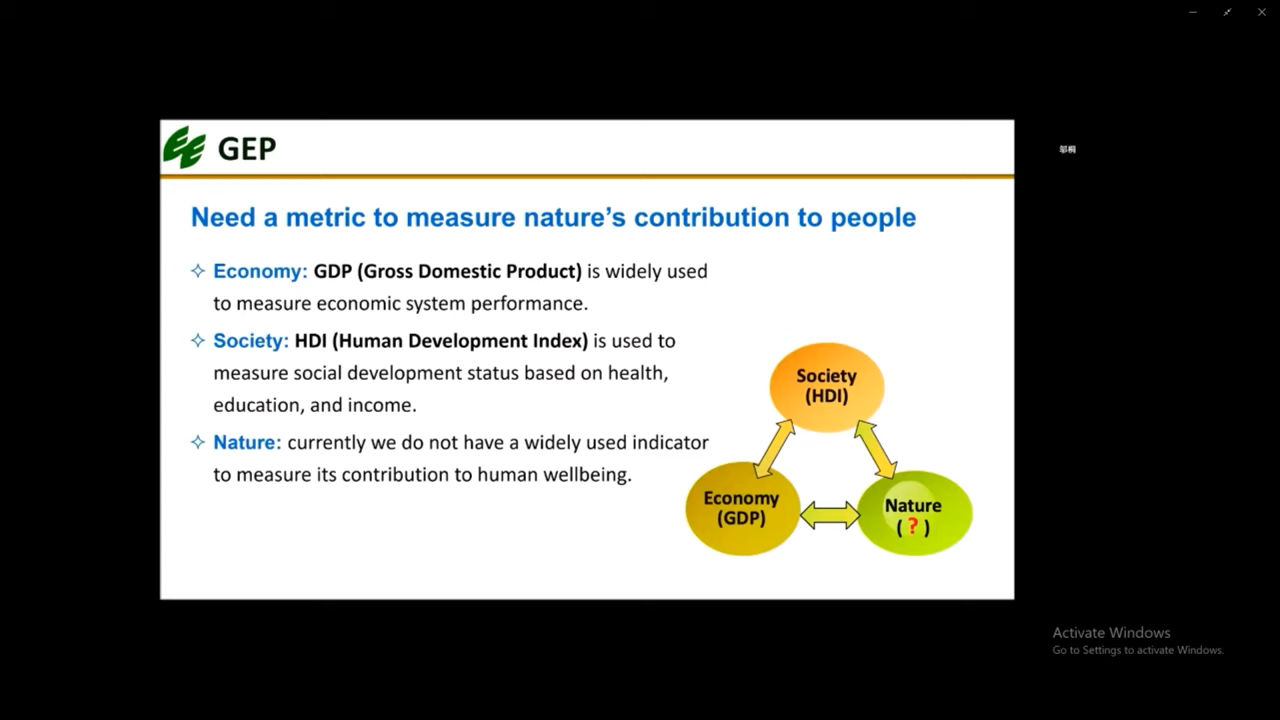 GEP
Need a metric to measure nature’s contribution to people
Economy: GDP (Gross Domestic Product) is widely used
to measure economic system performance.
Society: HDI (Human Development Index) is used to
measure social development status based on health,
education, and income.
Nature: currently we do not have a widely used indicator
to measure its contribution to human wellbeing.
Society
(HDI)
Economy
(GDP)
Nature
( ? )
邬桐
Activate Windows
Go to Settings to activate Windows.